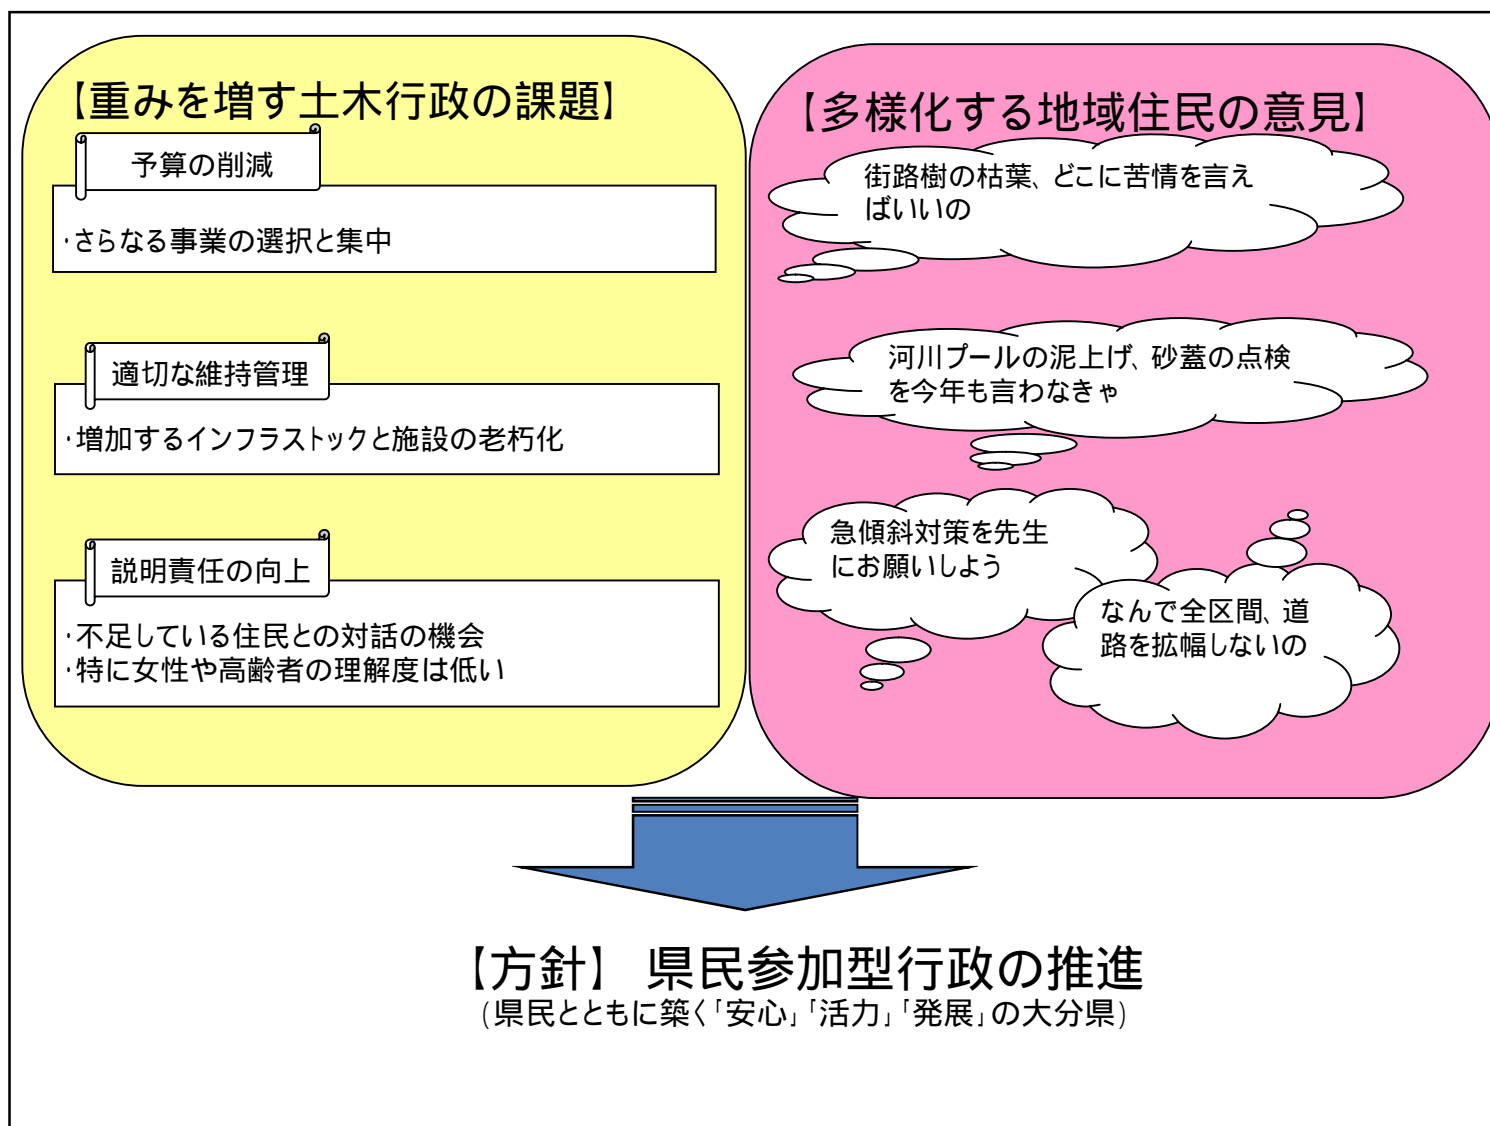 【重みを増す土木行政の課題】
予算の削減
・さらなる事業の選択と集中
適切な維持管理
・増加するインフラストックと施設の老朽化
説明責任の向上
・不足している住民との対話の機会
・特に女性や高齢者の理解度は低い
【多様化する地域住民の意見】
街路樹の枯葉、どこに苦情を言え
ばいいの
河川プールの泥上げ、砂蓋の点検
を今年も言わなきゃ
急傾斜対策を先生
にお願いしよう
なんで全区間、道
路を拡幅しないの
【方針】 県民参加型行政の推進
(県民とともに築く「安心」「活力」「発展」の大分県)